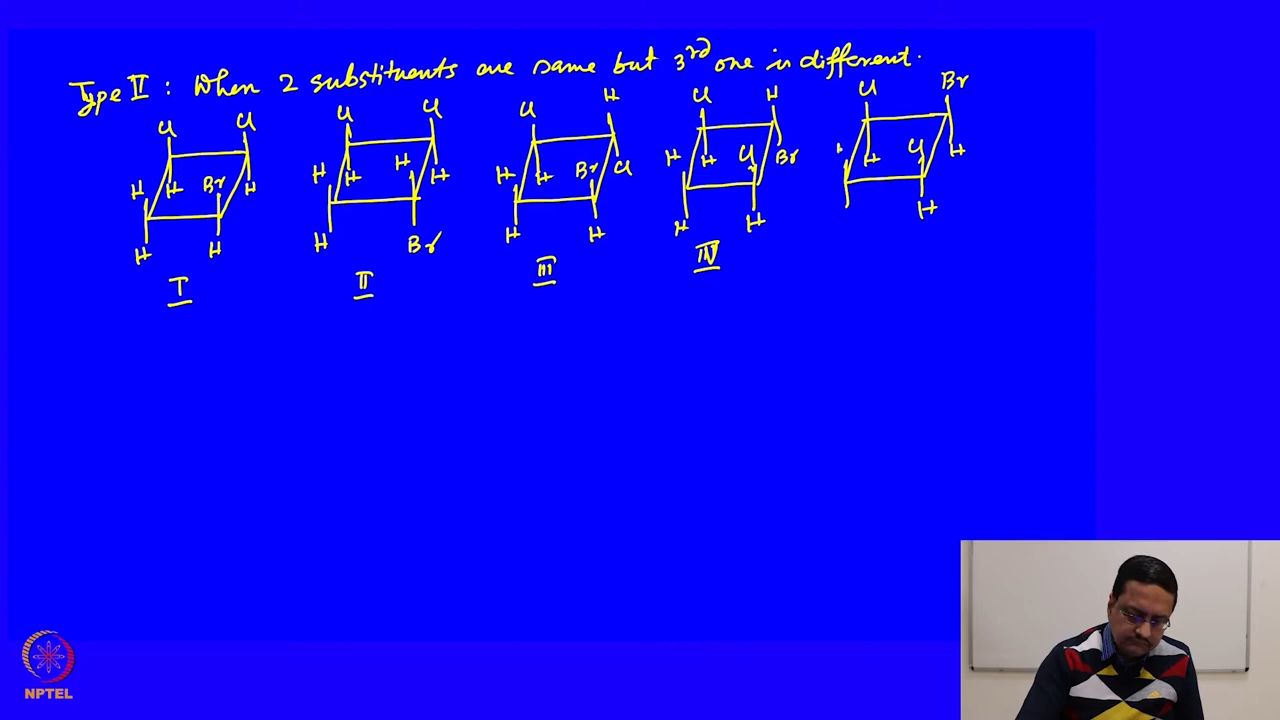 Type II : When 2 substituents are same but 3rd one is different.
Cl Cl H Br H H H
Cl Cl H H H H H Br
Cl H H H Br Cl H H
Cl H H H Cl Br H H
Cl Br H Cl H H
I II III IV
NPTEL